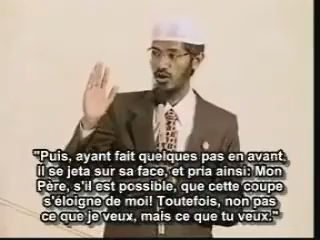 "Puis, ayant fait quelques pas en avant,
Il se jeta sur sa face, et pria ainsi: Mon
Père, s'il est possible, que cette coupe
s'éloigne de moi! Toutefois, non pas
ce que je veux, mais ce que tu veux."